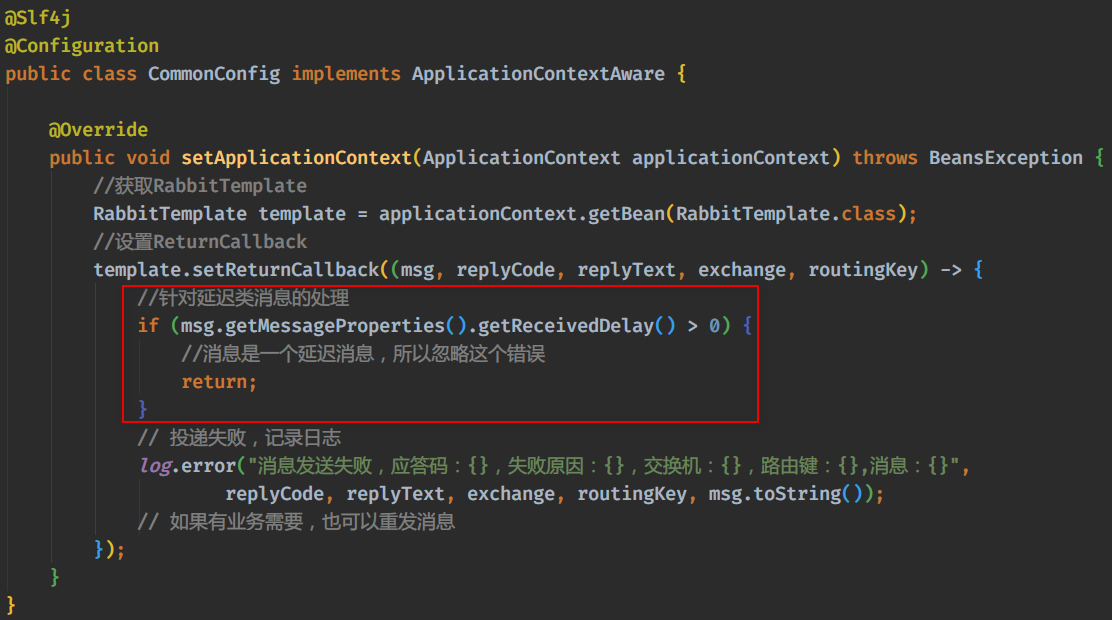 @Slf4j
@Configuration
public class CommonConfig implements ApplicationContextAware {
@Override
public void setApplicationContext(ApplicationContext applicationContext) throws BeansException {
//获取RabbitTemplate
RabbitTemplate template = applicationContext.getBean(RabbitTemplate.class);
//设置ReturnCallback
template.setReturnCallback((msg, replyCode, replyText, exchange, routingKey) -> {
//针对延迟类消息的处理
if (msg.getMessageProperties().getReceivedDelay() > 0) {
//消息是一个延迟消息，所以忽略这个错误
return;
}
// 投递失败，记录日志
log.error("消息发送失败，应答码：{}，失败原因：{}，交换机：{}，路由键：{},消息：{}",
replyCode, replyText, exchange, routingKey, msg.toString());
// 如果有业务需要，也可以重发消息
});
}
}